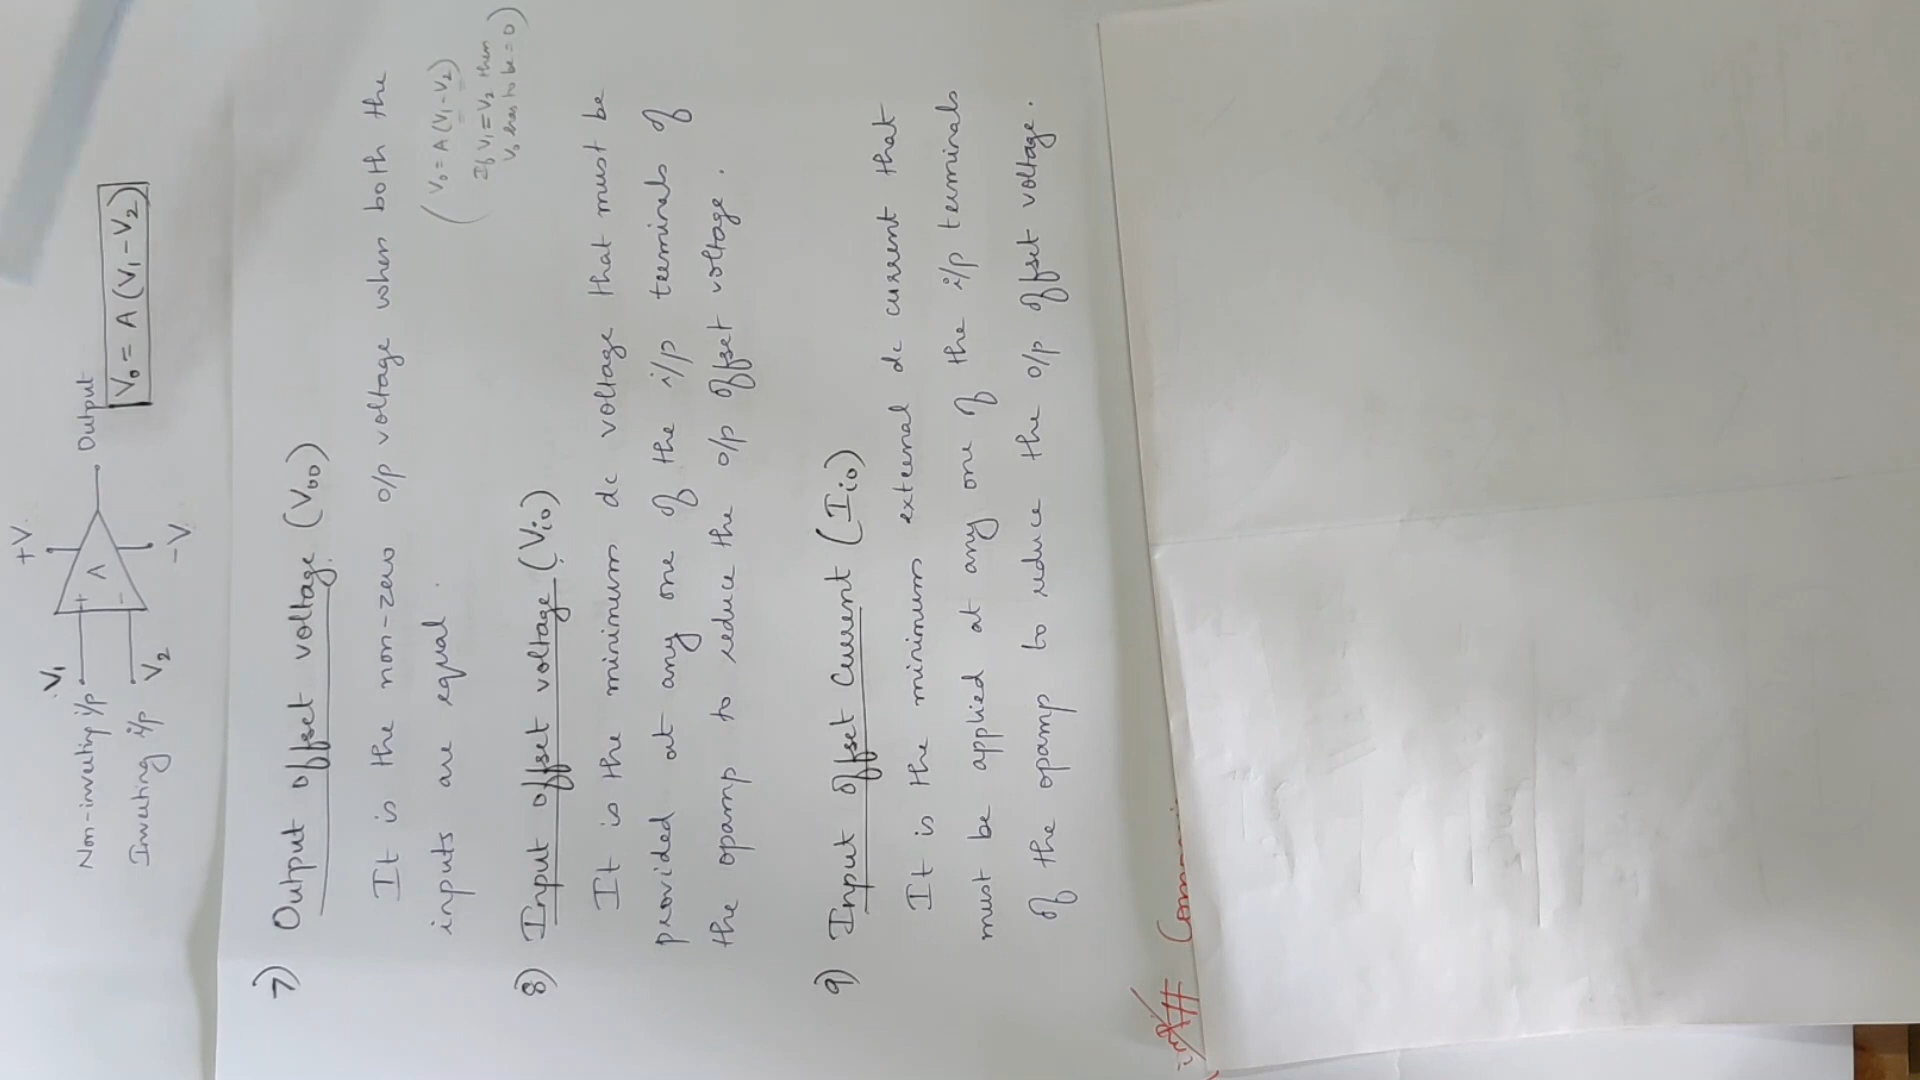 +V
V1
Non-inverting i/p
+
A
Output
Inverting i/p
-
V2
-V
V0 = A (V1 - V2)
7) Output offset voltage (V00)
It is the non-zero o/p voltage when both the
inputs are equal.
(V0 = A (V1 - V2)
If V1 = V2 then
V0 has to be = 0)
8) Input offset voltage (Vio)
It is the minimum dc voltage that must be
provided at any one of the i/p terminals of
the opamp to reduce the o/p offset voltage.
9) Input offset Current (Iio)
It is the minimum external dc current that
must be applied at any one of the i/p terminals
of the opamp to reduce the o/p offset voltage.